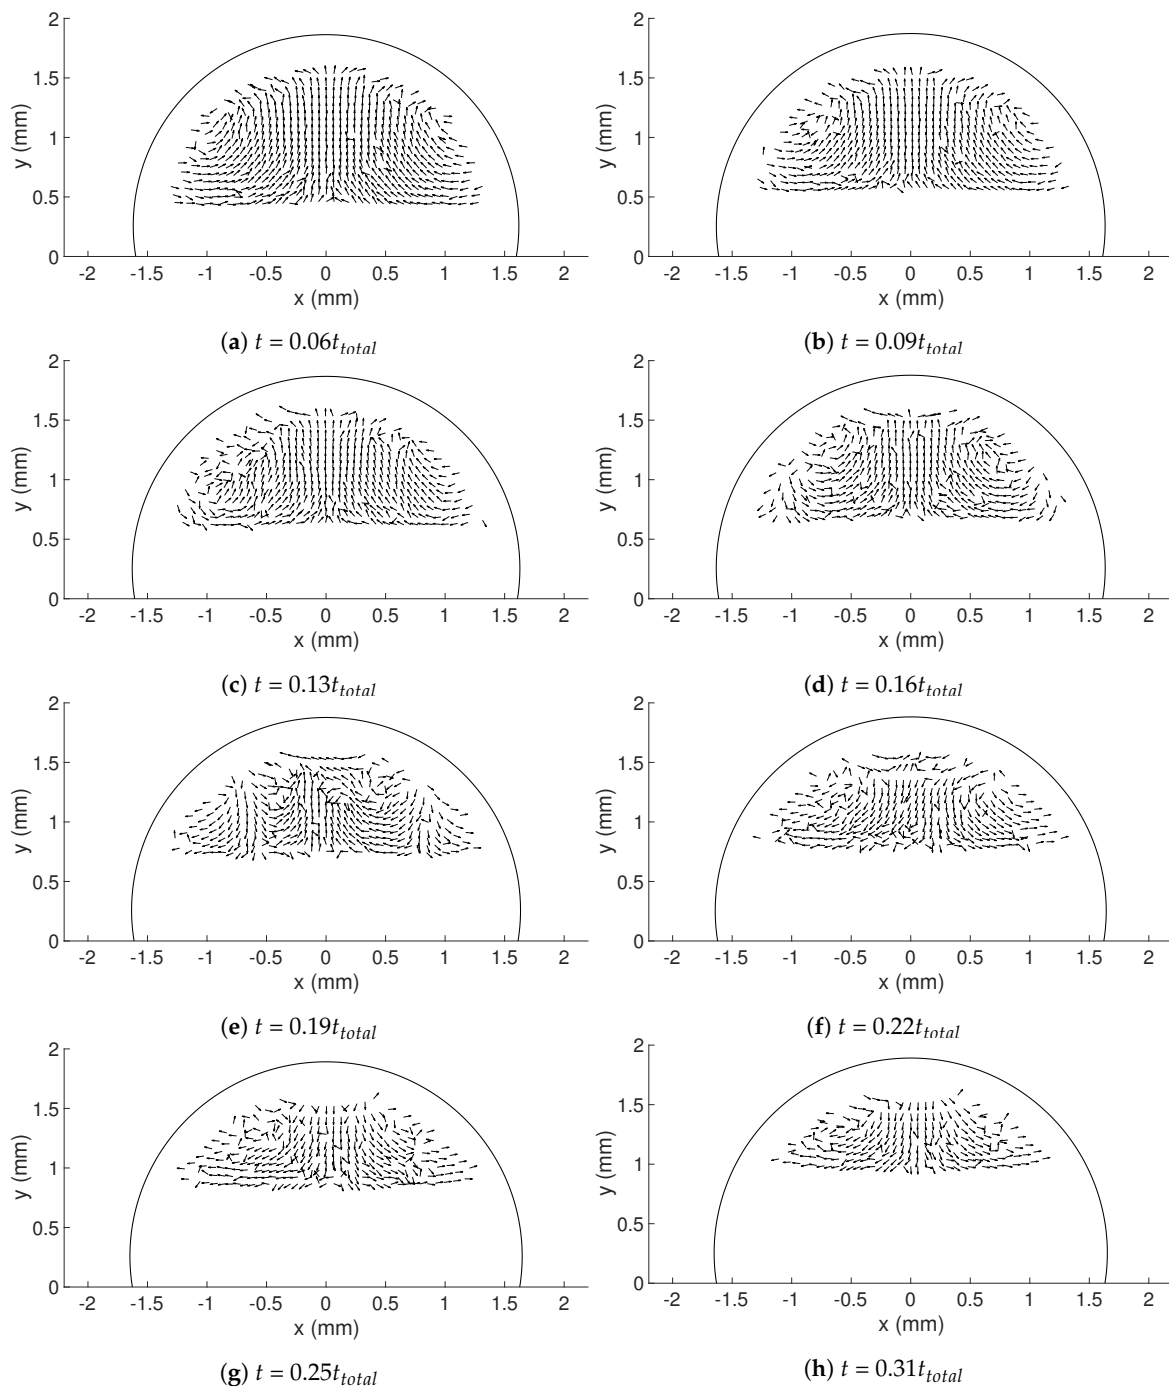 2
2
1.5
1.5
y (mm)
y (mm)
1
1
0.5
0.5
0
0
-2 -1.5 -1 -0.5 0 0.5 1 1.5 2
-2 -1.5 -1 -0.5 0 0.5 1 1.5 2
x (mm)
x (mm)
(a) t = 0.06t_total
(b) t = 0.09t_total
2
2
1.5
1.5
y (mm)
y (mm)
1
1
0.5
0.5
0
0
-2 -1.5 -1 -0.5 0 0.5 1 1.5 2
-2 -1.5 -1 -0.5 0 0.5 1 1.5 2
x (mm)
x (mm)
(c) t = 0.13t_total
(d) t = 0.16t_total
2
2
1.5
1.5
y (mm)
y (mm)
1
1
0.5
0.5
0
0
-2 -1.5 -1 -0.5 0 0.5 1 1.5 2
-2 -1.5 -1 -0.5 0 0.5 1 1.5 2
x (mm)
x (mm)
(e) t = 0.19t_total
(f) t = 0.22t_total
2
2
1.5
1.5
y (mm)
y (mm)
1
1
0.5
0.5
0
0
-2 -1.5 -1 -0.5 0 0.5 1 1.5 2
-2 -1.5 -1 -0.5 0 0.5 1 1.5 2
x (mm)
x (mm)
(g) t = 0.25t_total
(h) t = 0.31t_total